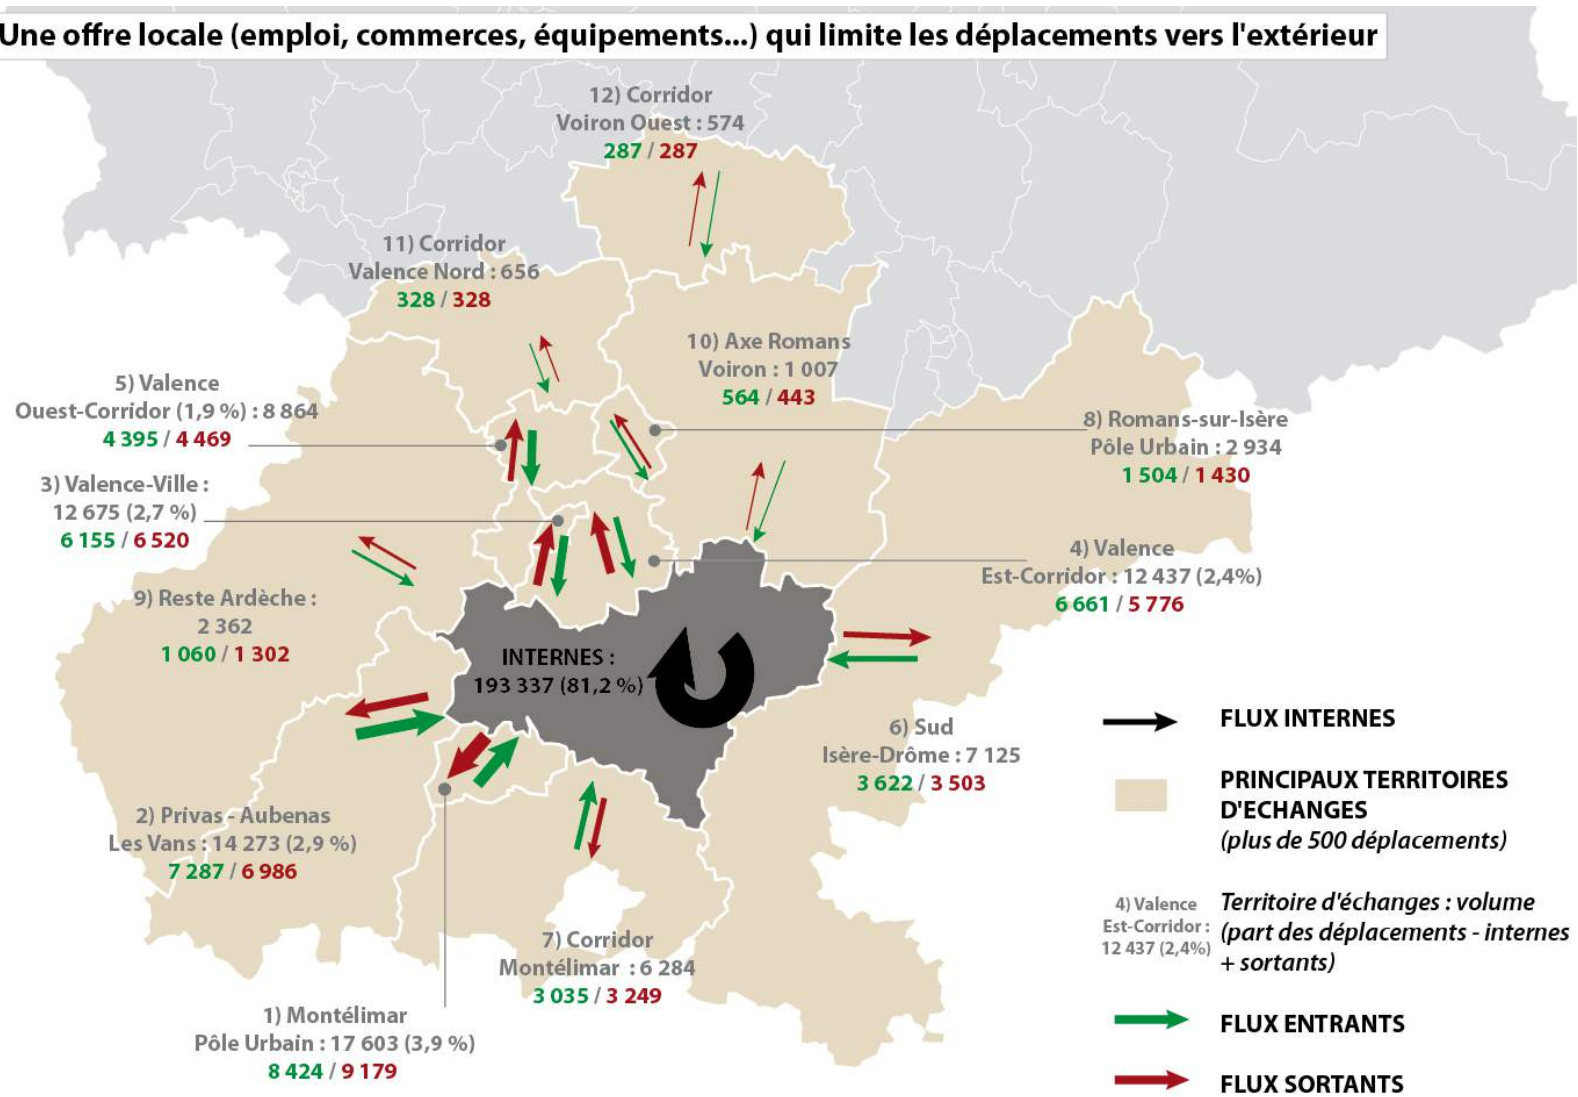 Une offre locale (emploi, commerces, équipements...) qui limite les déplacements vers l'extérieur
12) Corridor
Voiron Ouest : 574
287 / 287
11) Corridor
Valence Nord : 656
328 / 328
10) Axe Romans
Voiron : 1 007
564 / 443
5) Valence
Ouest-Corridor (1,9 %) : 8 864
4 395 / 4 469
8) Romans-sur-Isère
Pôle Urbain : 2 934
1 504 / 1 430
3) Valence-Ville :
12 675 (2,7 %)
6 155 / 6 520
4) Valence
Est-Corridor : 12 437 (2,4%)
6 661 / 5 776
9) Reste Ardèche :
2 362
1 060 / 1 302
INTERNES :
193 337 (81,2 %)
6) Sud
Isère-Drôme : 7 125
3 622 / 3 503
2) Privas - Aubenas
Les Vans : 14 273 (2,9 %)
7 287 / 6 986
7) Corridor
Montélimar : 6 284
3 035 / 3 249
1) Montélimar
Pôle Urbain : 17 603 (3,9 %)
8 424 / 9 179
FLUX INTERNES
PRINCIPAUX TERRITOIRES
D'ECHANGES
(plus de 500 déplacements)
4) Valence
Est-Corridor :
12 437 (2,4%)
Territoire d'échanges : volume
(part des déplacements - internes
+ sortants)
FLUX ENTRANTS
FLUX SORTANTS